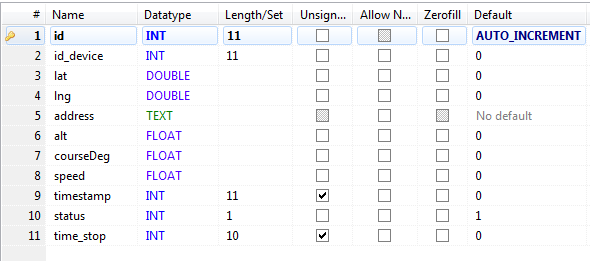 # Name Datatype Length/Set Unsign... Allow N... Zerofill Default
1 id INT 11 AUTO_INCREMENT
2 id_device INT 11 0
3 lat DOUBLE 0
4 lng DOUBLE 0
5 address TEXT No default
6 alt FLOAT 0
7 courseDeg FLOAT 0
8 speed FLOAT 0
9 timestamp INT 11 0
10 status INT 1 1
11 time_stop INT 10 0